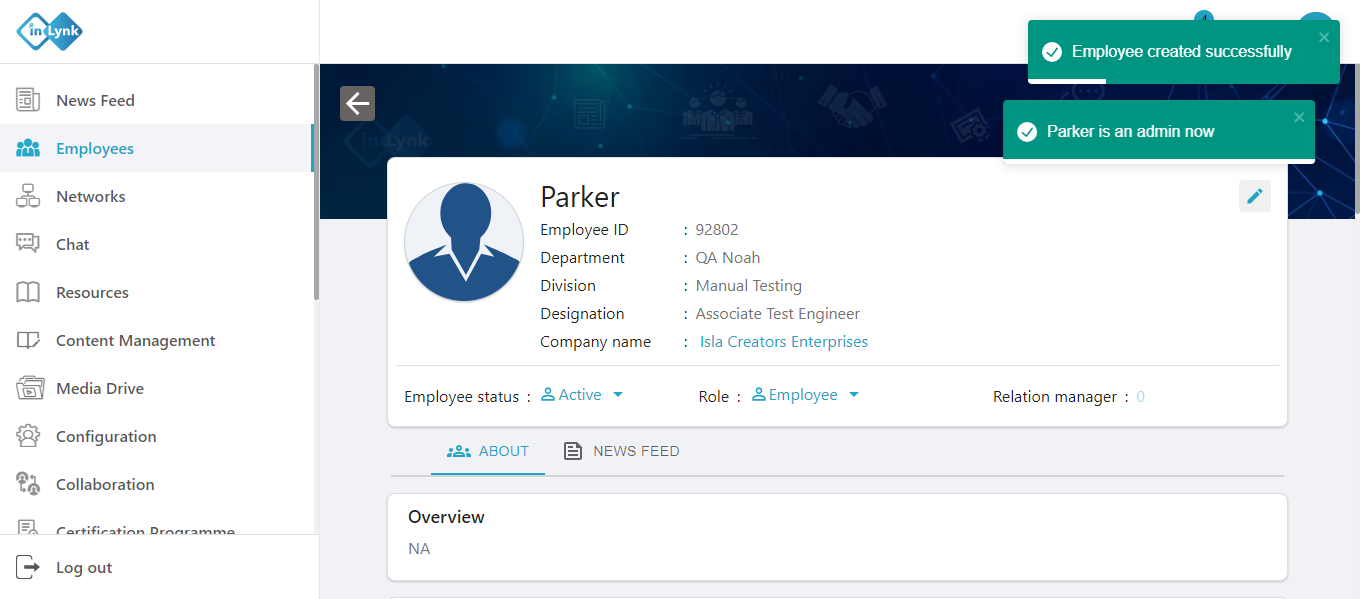 inLynk
4
Employee created successfully
Parker is an admin now
News Feed
Employees
Networks
Chat
Resources
Content Management
Media Drive
Configuration
Collaboration
Certification Programme
Log out
inLynk
Parker
Employee ID : 92802
Department : QA Noah
Division : Manual Testing
Designation : Associate Test Engineer
Company name : Isla Creators Enterprises
Employee status : Active Role : Employee Relation manager : 0
ABOUT NEWS FEED
Overview
NA